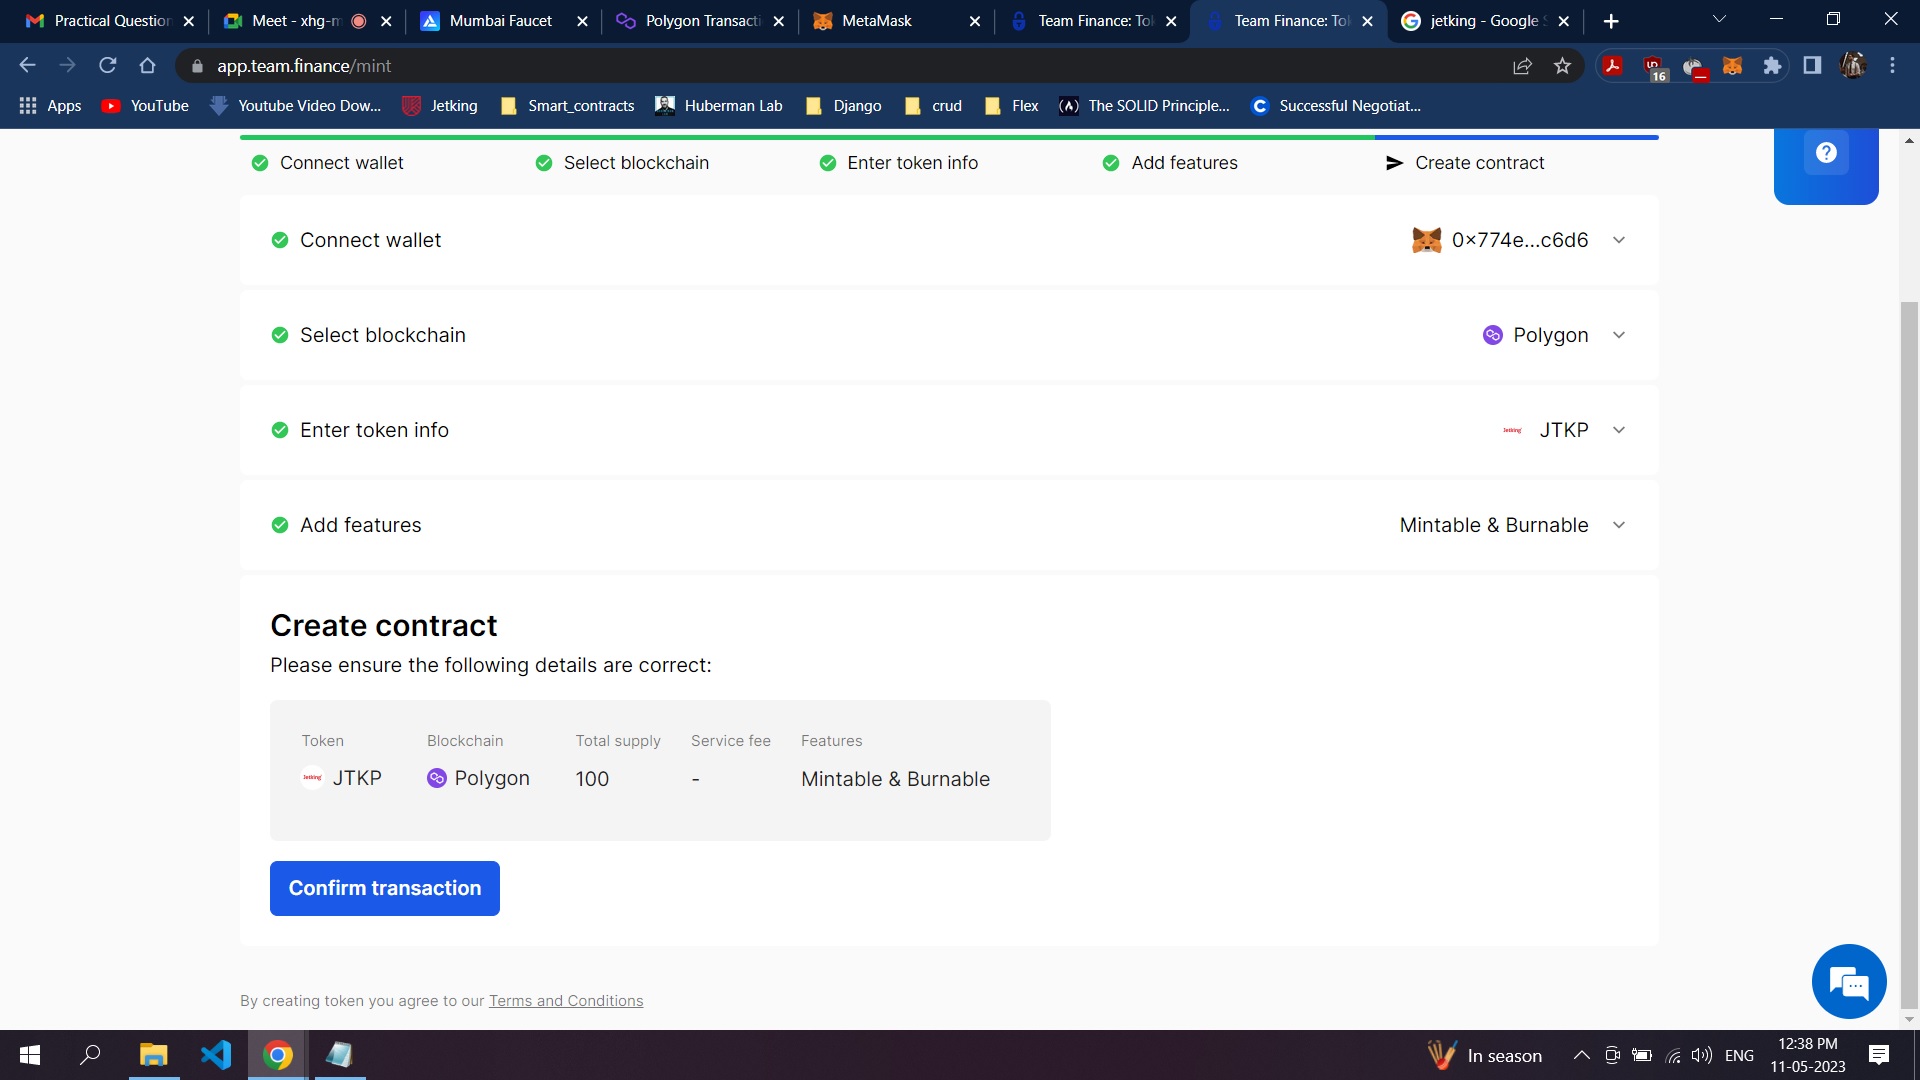 Practical Question
Meet - xhg-m
Mumbai Faucet
Polygon Transacti
MetaMask
Team Finance: Tok
Team Finance: Tok
jetking - Google S
app.team.finance/mint
16
Apps
YouTube
Youtube Video Dow...
Jetking
Smart_contracts
Huberman Lab
Django
crud
Flex
The SOLID Principle...
Successful Negotiat...
Connect wallet
Select blockchain
Enter token info
Add features
Create contract
Connect wallet
0×774e...c6d6
Select blockchain
Polygon
Enter token info
Jetking
JTKP
Add features
Mintable & Burnable
Create contract
Please ensure the following details are correct:
Token
Blockchain
Total supply
Service fee
Features
Jetking
JTKP
Polygon
100
-
Mintable & Burnable
Confirm transaction
By creating token you agree to our Terms and Conditions
In season
ENG
12:38 PM
11-05-2023